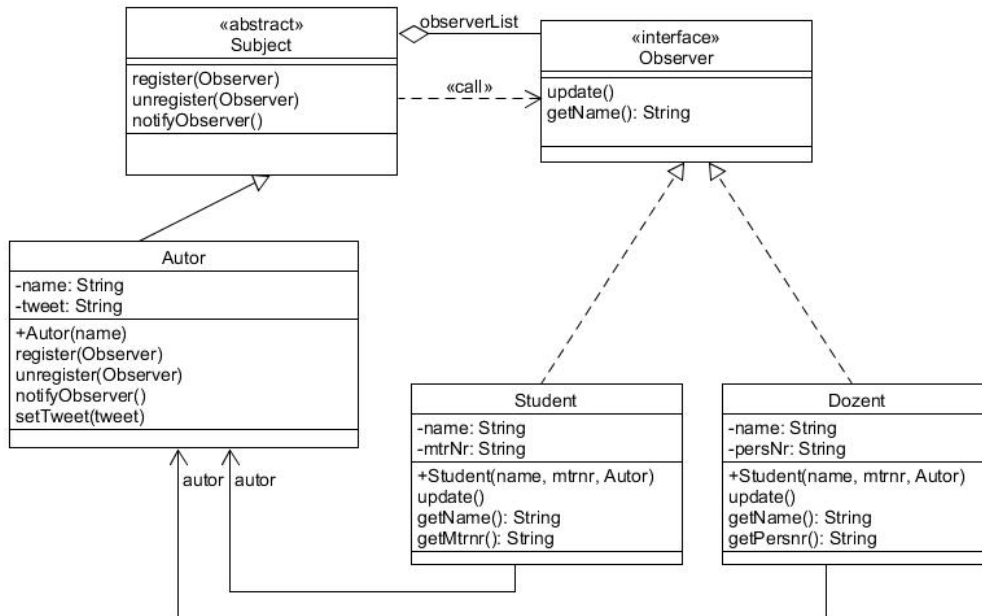 «abstract»
Subject
register(Observer)
unregister(Observer)
notifyObserver()
observerList
«call»
«interface»
Observer
update()
getName(): String
Autor
-name: String
-tweet: String
+Autor(name)
register(Observer)
unregister(Observer)
notifyObserver()
setTweet(tweet)
autor
autor
Student
-name: String
-mtrNr: String
+Student(name, mtrnr, Autor)
update()
getName(): String
getMtrnr(): String
Dozent
-name: String
-persNr: String
+Student(name, mtrnr, Autor)
update()
getName(): String
getPersnr(): String